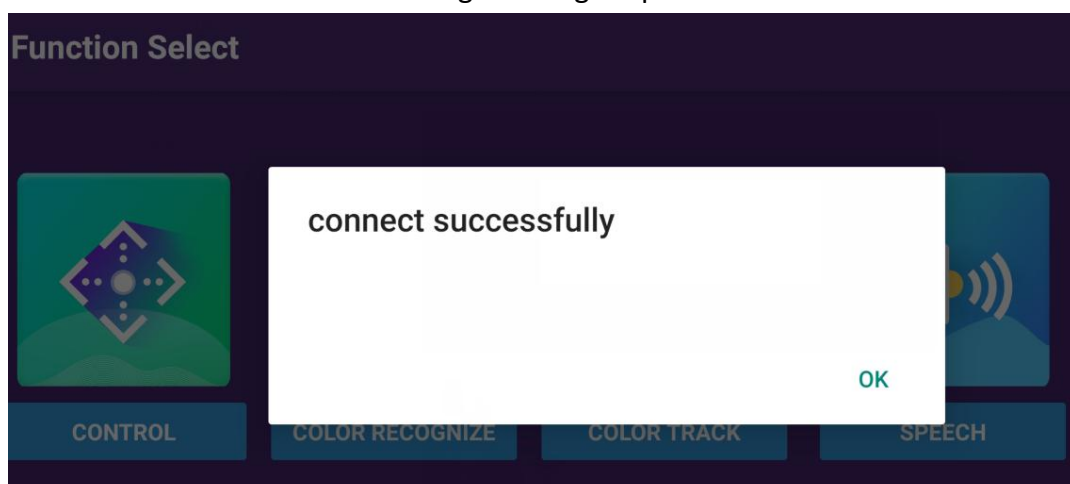 Function Select
connect successfully
OK
CONTROL
COLOR RECOGNIZE
COLOR TRACK
SPEECH